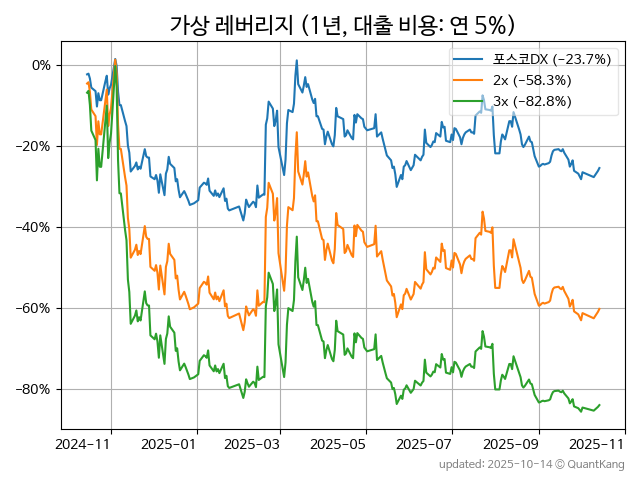 가상 레버리지 (1년, 대출 비용: 연 5%)
포스코DX (−23.7%)
2x (−58.3%)
3x (−82.8%)
0%
−20%
−40%
−60%
−80%
2024-11 2025-01 2025-03 2025-05 2025-07 2025-09 2025-11
updated: 2025-10-14 © QuantKang